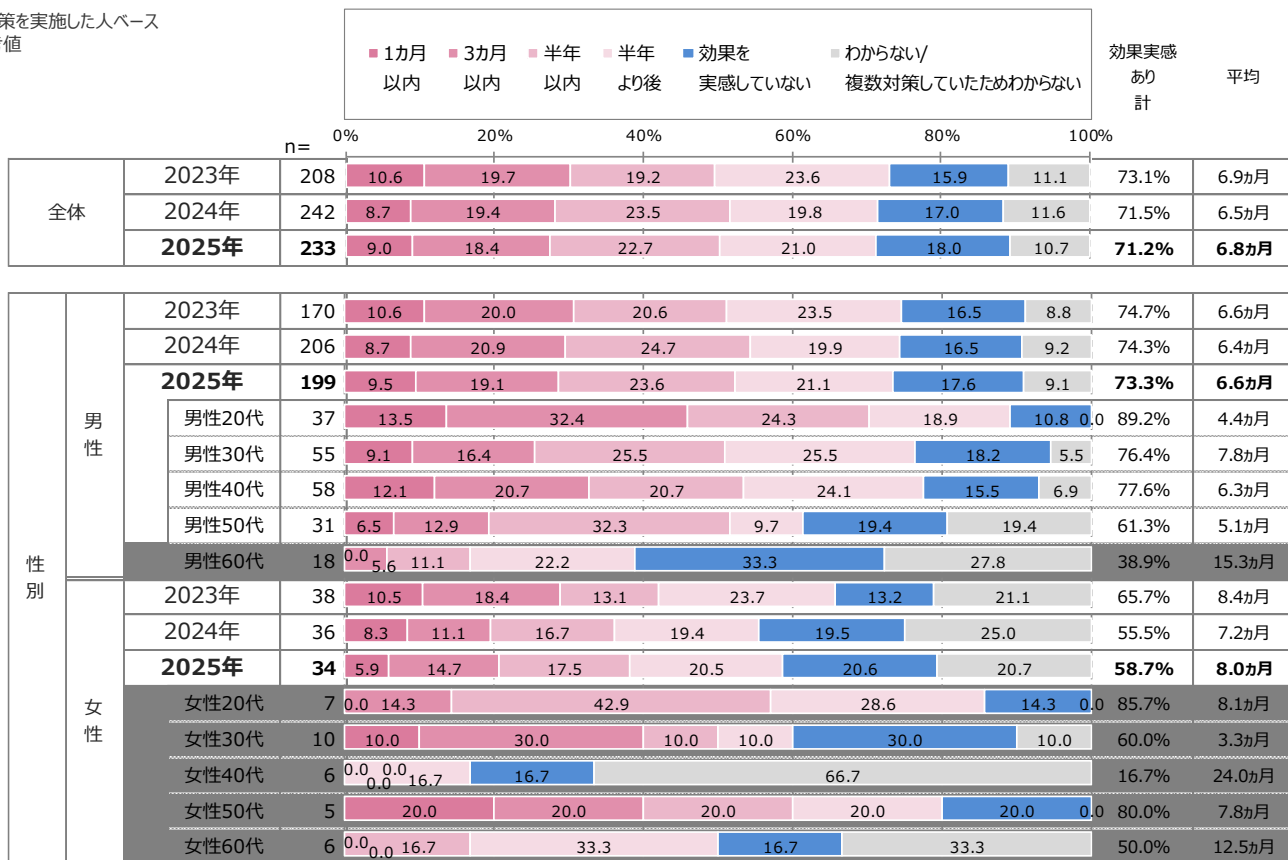 策を実施した人ベース
値
■ 1カ月以内 ■ 3カ月以内 ■ 半年以内 ■ 半年より後 ■ 効果を実感していない ■ わからない/複数対策していたためわからない
効果実感あり計 平均
n= 0% 20% 40% 60% 80% 100%
全体
2023年 208 10.6 19.7 19.2 23.6 15.9 11.1 73.1% 6.9ヵ月
2024年 242 8.7 19.4 23.5 19.8 17.0 11.6 71.5% 6.5ヵ月
2025年 233 9.0 18.4 22.7 21.0 18.0 10.7 71.2% 6.8ヵ月
性別
男性
2023年 170 10.6 20.0 20.6 23.5 16.5 8.8 74.7% 6.6ヵ月
2024年 206 8.7 20.9 24.7 19.9 16.5 9.2 74.3% 6.4ヵ月
2025年 199 9.5 19.1 23.6 21.1 17.6 9.1 73.3% 6.6ヵ月
男性20代 37 13.5 32.4 24.3 18.9 10.8 0.0 89.2% 4.4ヵ月
男性30代 55 9.1 16.4 25.5 25.5 18.2 5.5 76.4% 7.8ヵ月
男性40代 58 12.1 20.7 20.7 24.1 15.5 6.9 77.6% 6.3ヵ月
男性50代 31 6.5 12.9 32.3 9.7 19.4 19.4 61.3% 5.1ヵ月
男性60代 18 0.0 5.6 11.1 22.2 33.3 27.8 38.9% 15.3ヵ月
女性
2023年 38 10.5 18.4 13.1 23.7 13.2 21.1 65.7% 8.4ヵ月
2024年 36 8.3 11.1 16.7 19.4 19.5 25.0 55.5% 7.2ヵ月
2025年 34 5.9 14.7 17.5 20.5 20.6 20.7 58.7% 8.0ヵ月
女性20代 7 0.0 14.3 42.9 28.6 14.3 0.0 85.7% 8.1ヵ月
女性30代 10 10.0 30.0 10.0 10.0 30.0 10.0 60.0% 3.3ヵ月
女性40代 6 0.0 0.0 0.0 16.7 16.7 66.7 16.7% 24.0ヵ月
女性50代 5 20.0 20.0 20.0 20.0 20.0 0.0 80.0% 7.8ヵ月
女性60代 6 0.0 0.0 16.7 33.3 16.7 33.3 50.0% 12.5ヵ月